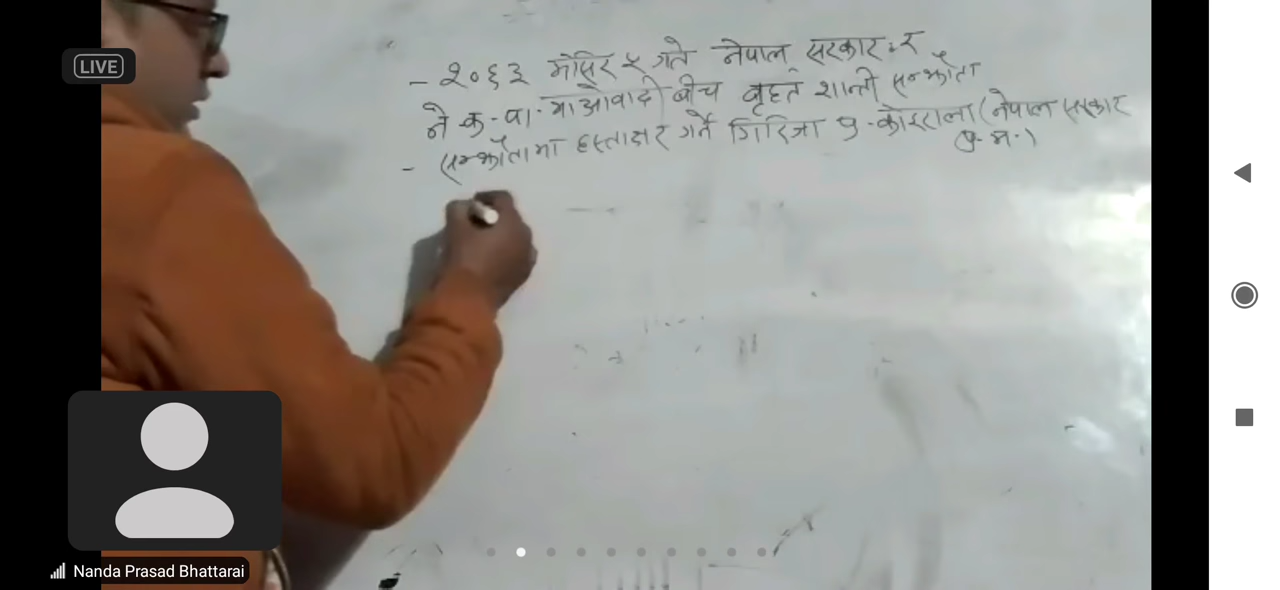 LIVE
- २०६३ मंसिर ५ गते नेपाल सरकार र
ने क.पा. माओवादी बीच बृहत शान्ती सम्झौता
- सम्झौतामा हस्ताक्षर गर्ने गिरिजा प्र. कोइराला (नेपाल सरकार
प्र. म.)
Nanda Prasad Bhattarai